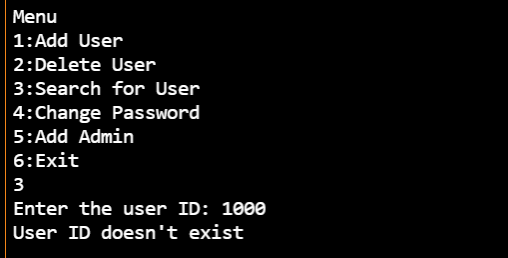 Menu
1:Add User
2:Delete User
3:Search for User
4:Change Password
5:Add Admin
6:Exit
3
Enter the user ID: 1000
User ID doesn't exist